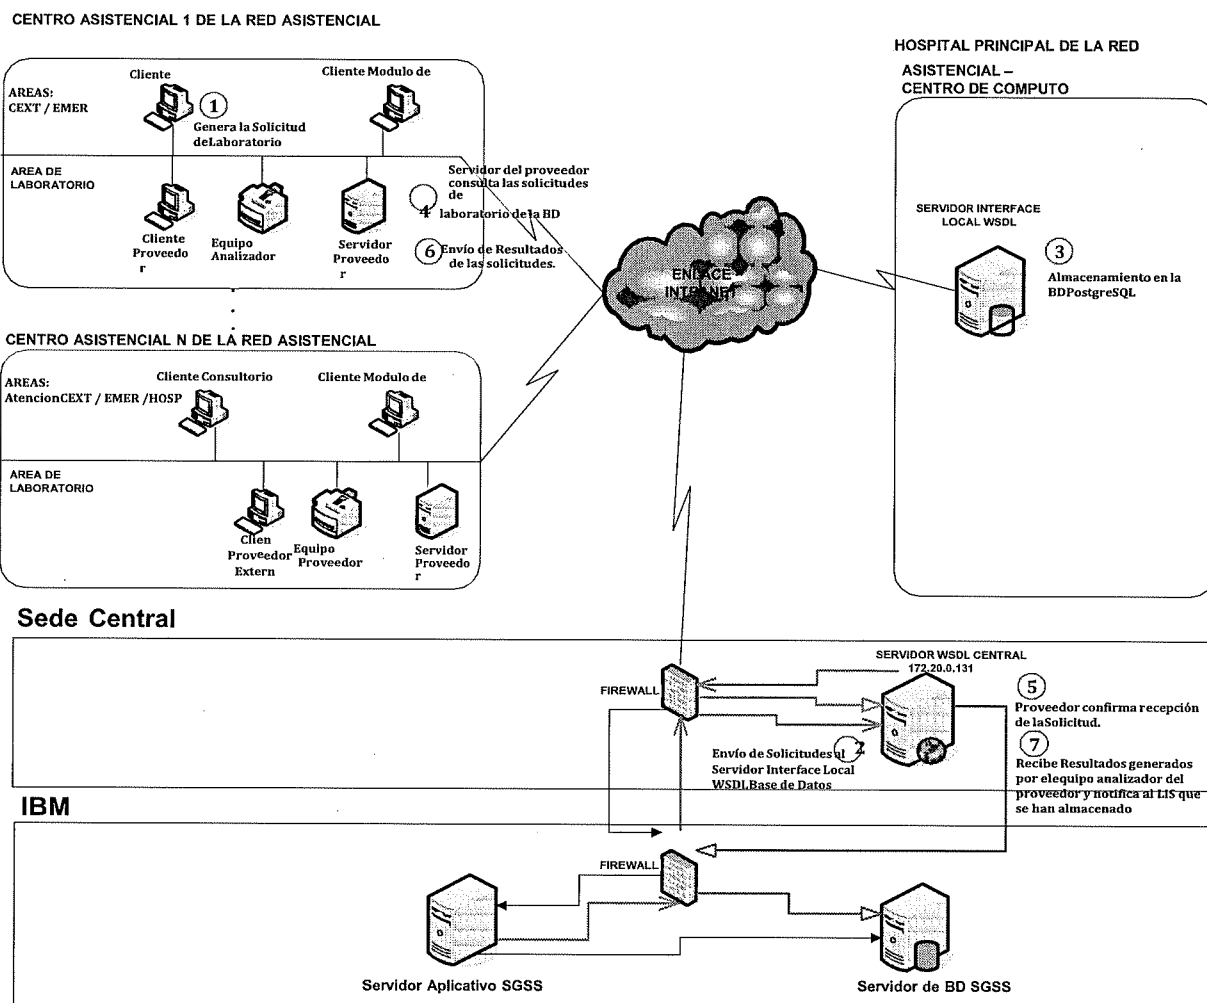 CENTRO ASISTENCIAL 1 DE LA RED ASISTENCIAL
HOSPITAL PRINCIPAL DE LA RED
ASISTENCIAL –
CENTRO DE COMPUTO
AREAS:
CEXT / EMER
Cliente
Cliente Modulo de
1
Genera la Solicitud
deLaboratorio
AREA DE
LABORATORIO
Cliente
Proveedo
r
Equipo
Analizador
Servidor
Proveedo
r
Servidor del proveedor
consulta las solicitudes
de
4
laboratorio de la BD
6
Envío de Resultados
de las solicitudes.
ENLACE
INTRANET
SERVIDOR INTERFACE
LOCAL WSDL
3
Almacenamiento en la
BDPostgreSQL
CENTRO ASISTENCIAL N DE LA RED ASISTENCIAL
AREAS:
AtencionCEXT / EMER /HOSP
Cliente Consultorio
Cliente Modulo de
AREA DE
LABORATORIO
Clien
Proveedor
Extern
Equipo
Proveedor
Servidor
Proveedo
r
Sede Central
FIREWALL
SERVIDOR WSDL CENTRAL
172.20.0.131
5
Proveedor confirma recepción
de laSolicitud.
2
Envío de Solicitudes al
Servidor Interface Local
WSDLBase de Datos
7
Recibe Resultados generados
por elequipo analizador del
proveedor y notifica al LIS que
se han almacenado
IBM
FIREWALL
Servidor Aplicativo SGSS
Servidor de BD SGSS